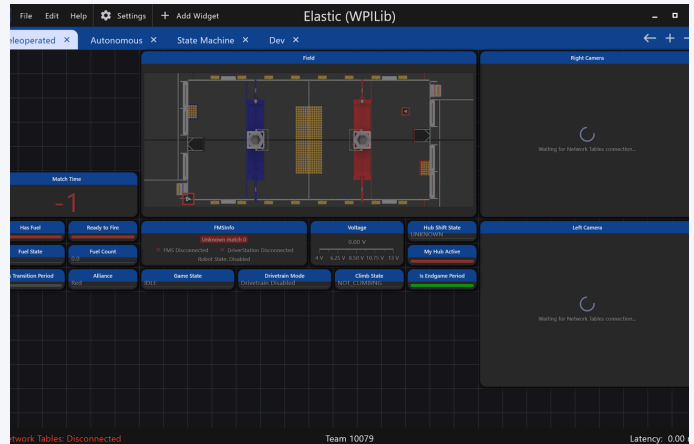 File Edit Help Settings + Add Widget Elastic (WPILib)
eleoperated × Autonomous × State Machine × Dev ×
Field
Right Camera
Waiting for Network Tables connection...
Match Time
-1
Has Fuel
Ready to Fire
FMSInfo
Unknown match 0
FMS Disconnected DriverStation Disconnected
Robot State: Disabled
Voltage
0.00 V
4 V 6.25 V 8.50 V 10.75 V 13 V
Hub Shift State
UNKNOWN
Left Camera
Waiting for Network Tables connection...
Fuel State
Fuel Count
0.0
My Hub Active
Transition Period
Alliance
Red
Game State
IDLE
Drivetrain Mode
Drivetrain Disabled
Climb State
NOT_CLIMBING
Is Endgame Period
twork Tables: Disconnected Team 10079 Latency: 0.00